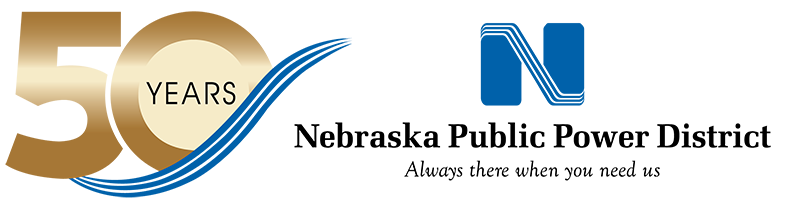 50
YEARS
N
Nebraska Public Power District
Always there when you need us